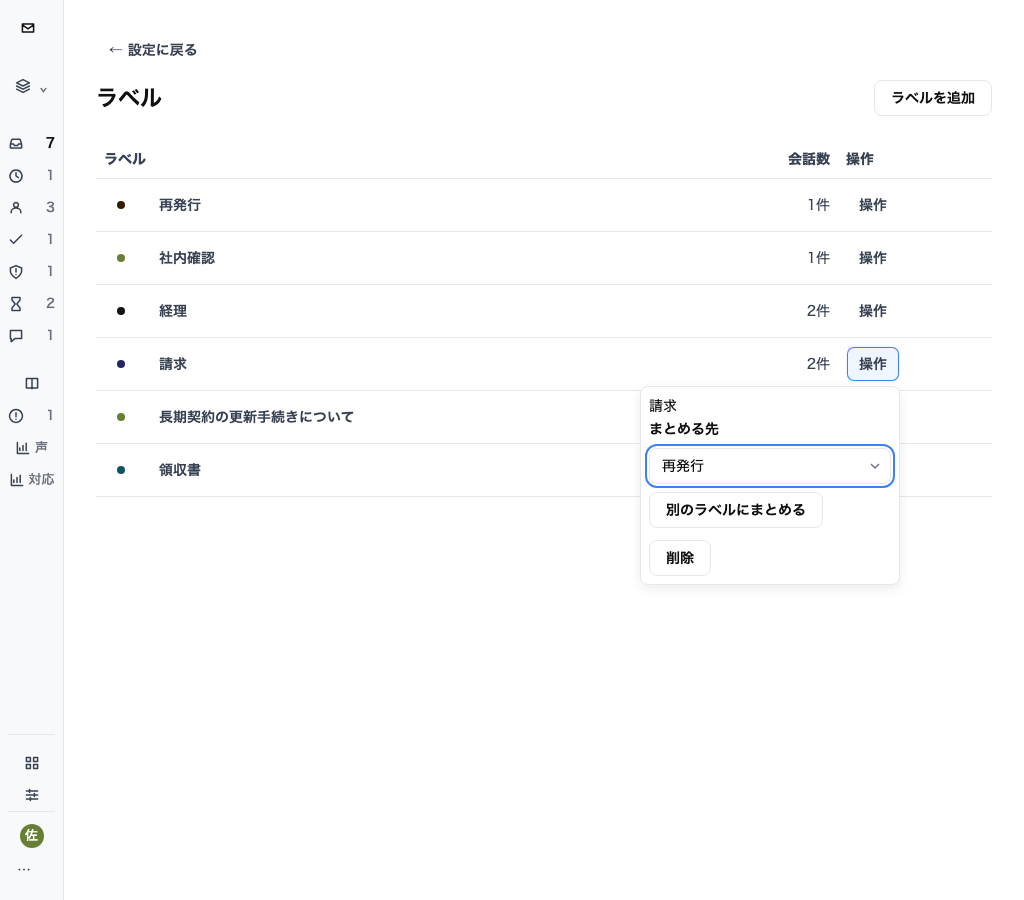 ← 設定に戻る
ラベル
ラベルを追加
ラベル 会話数 操作
再発行 1件 操作
社内確認 1件 操作
経理 2件 操作
請求 2件 操作
長期契約の更新手続きについて
領収書
請求
まとめる先
再発行
別のラベルにまとめる
削除
7
1
3
1
1
2
1
1
声
対応
佐
…